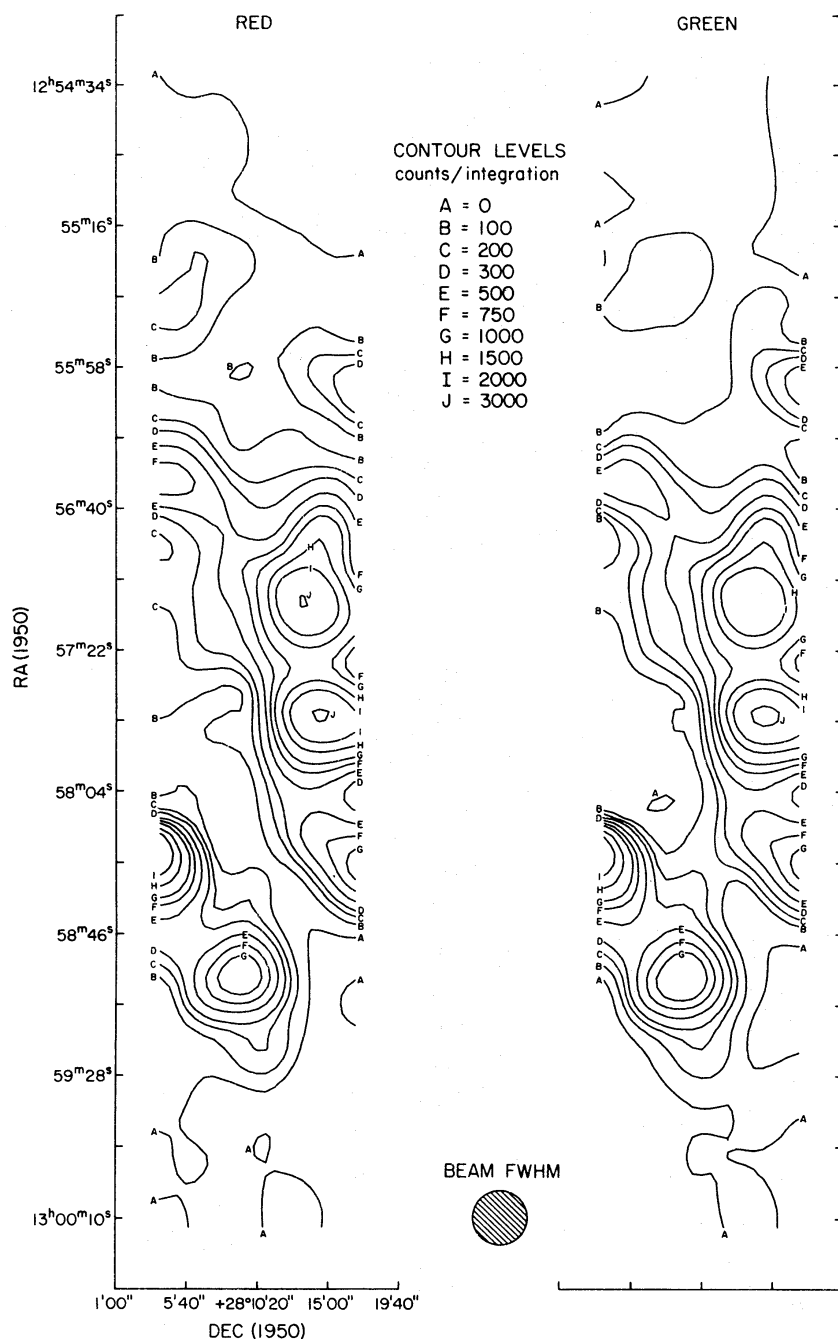 RED
GREEN
12h54m34s
55m16s
55m58s
56m40s
57m22s
58m04s
58m46s
59m28s
13h00m10s
RA (1950)
CONTOUR LEVELS
counts/integration
A = 0
B = 100
C = 200
D = 300
E = 500
F = 750
G = 1000
H = 1500
I = 2000
J = 3000
BEAM FWHM
1'00" 5'40" +28°10'20" 15'00" 19'40"
DEC (1950)